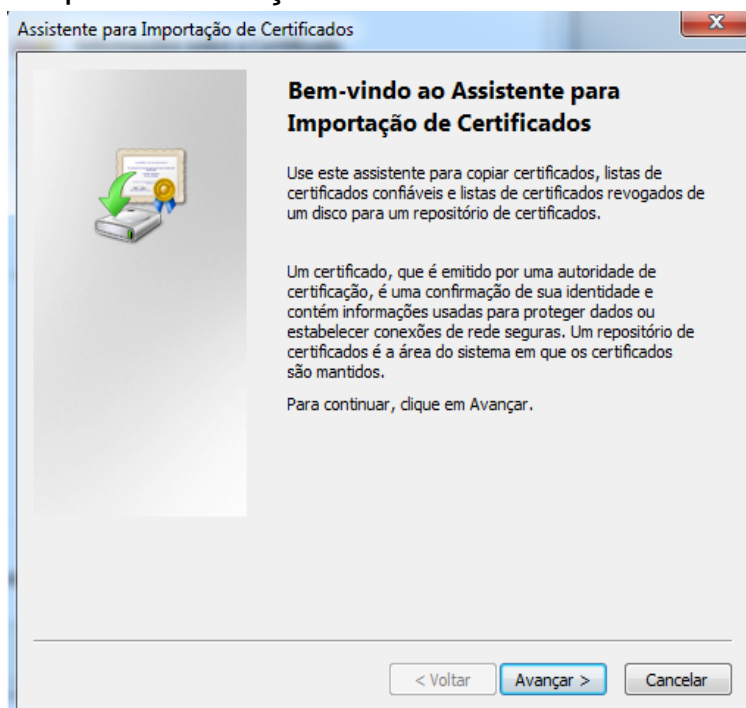 Assistente para Importação de Certificados
Bem-vindo ao Assistente para
Importação de Certificados
Use este assistente para copiar certificados, listas de
certificados confiáveis e listas de certificados revogados de
um disco para um repositório de certificados.
Um certificado, que é emitido por uma autoridade de
certificação, é uma confirmação de sua identidade e
contém informações usadas para proteger dados ou
estabelecer conexões de rede seguras. Um repositório de
certificados é a área do sistema em que os certificados
são mantidos.
Para continuar, clique em Avançar.
< Voltar Avançar > Cancelar